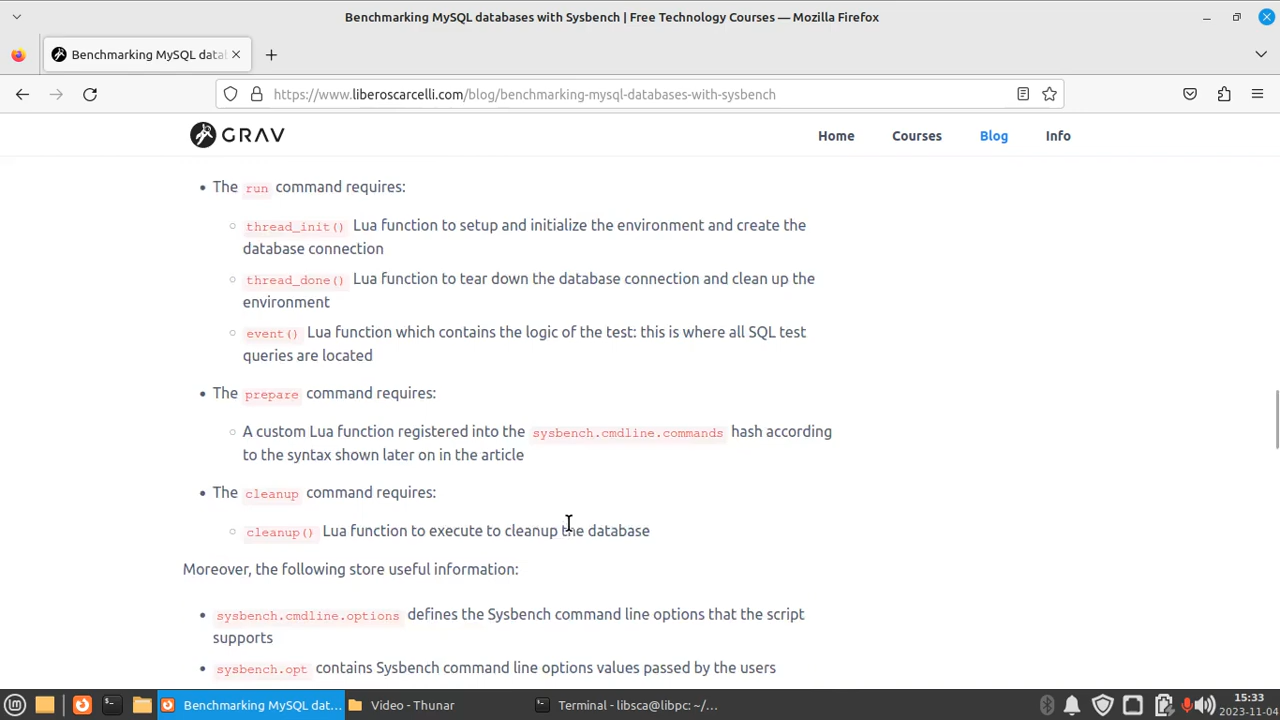 Benchmarking MySQL databases with Sysbench | Free Technology Courses — Mozilla Firefox
Benchmarking MySQL data
https://www.liberoscarcelli.com/blog/benchmarking-mysql-databases-with-sysbench
GRAV
Home Courses Blog Info
• The run command requires:
◦ thread_init() Lua function to setup and initialize the environment and create the
database connection
◦ thread_done() Lua function to tear down the database connection and clean up the
environment
◦ event() Lua function which contains the logic of the test: this is where all SQL test
queries are located
• The prepare command requires:
◦ A custom Lua function registered into the sysbench.cmdline.commands hash according
to the syntax shown later on in the article
• The cleanup command requires:
◦ cleanup() Lua function to execute to cleanup the database
Moreover, the following store useful information:
• sysbench.cmdline.options defines the Sysbench command line options that the script
supports
• sysbench.opt contains Sysbench command line options values passed by the users
Benchmarking MySQL dat...
Video - Thunar
Terminal - libsca@libpc: ~/...
15:33
2023-11-04